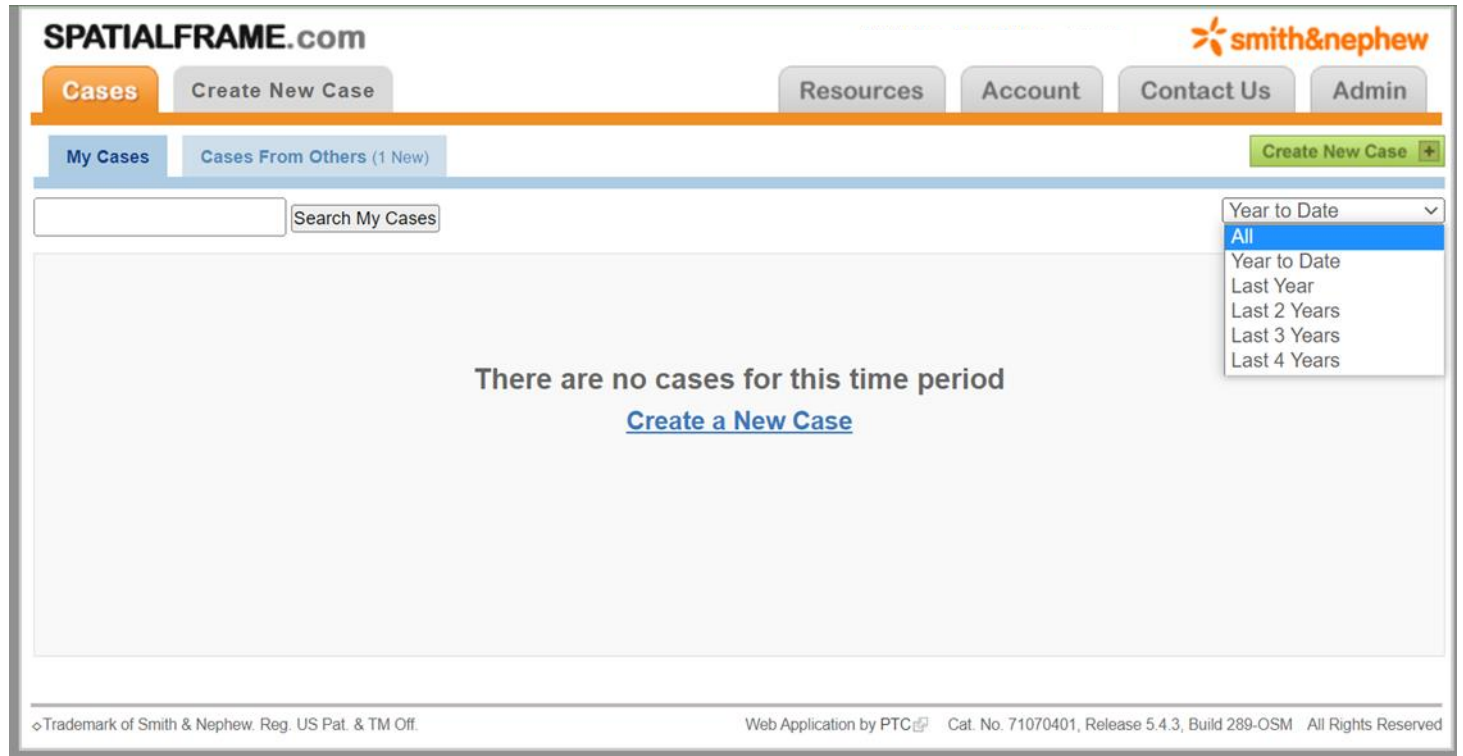 SPATIALFRAME.com
smith&nephew
Cases Create New Case Resources Account Contact Us Admin
My Cases Cases From Others (1 New) Create New Case +
Search My Cases Year to Date
All
Year to Date
Last Year
Last 2 Years
Last 3 Years
Last 4 Years
There are no cases for this time period
Create a New Case
◇Trademark of Smith & Nephew. Reg. US Pat. & TM Off. Web Application by PTC Cat. No. 71070401, Release 5.4.3, Build 289-OSM All Rights Reserved